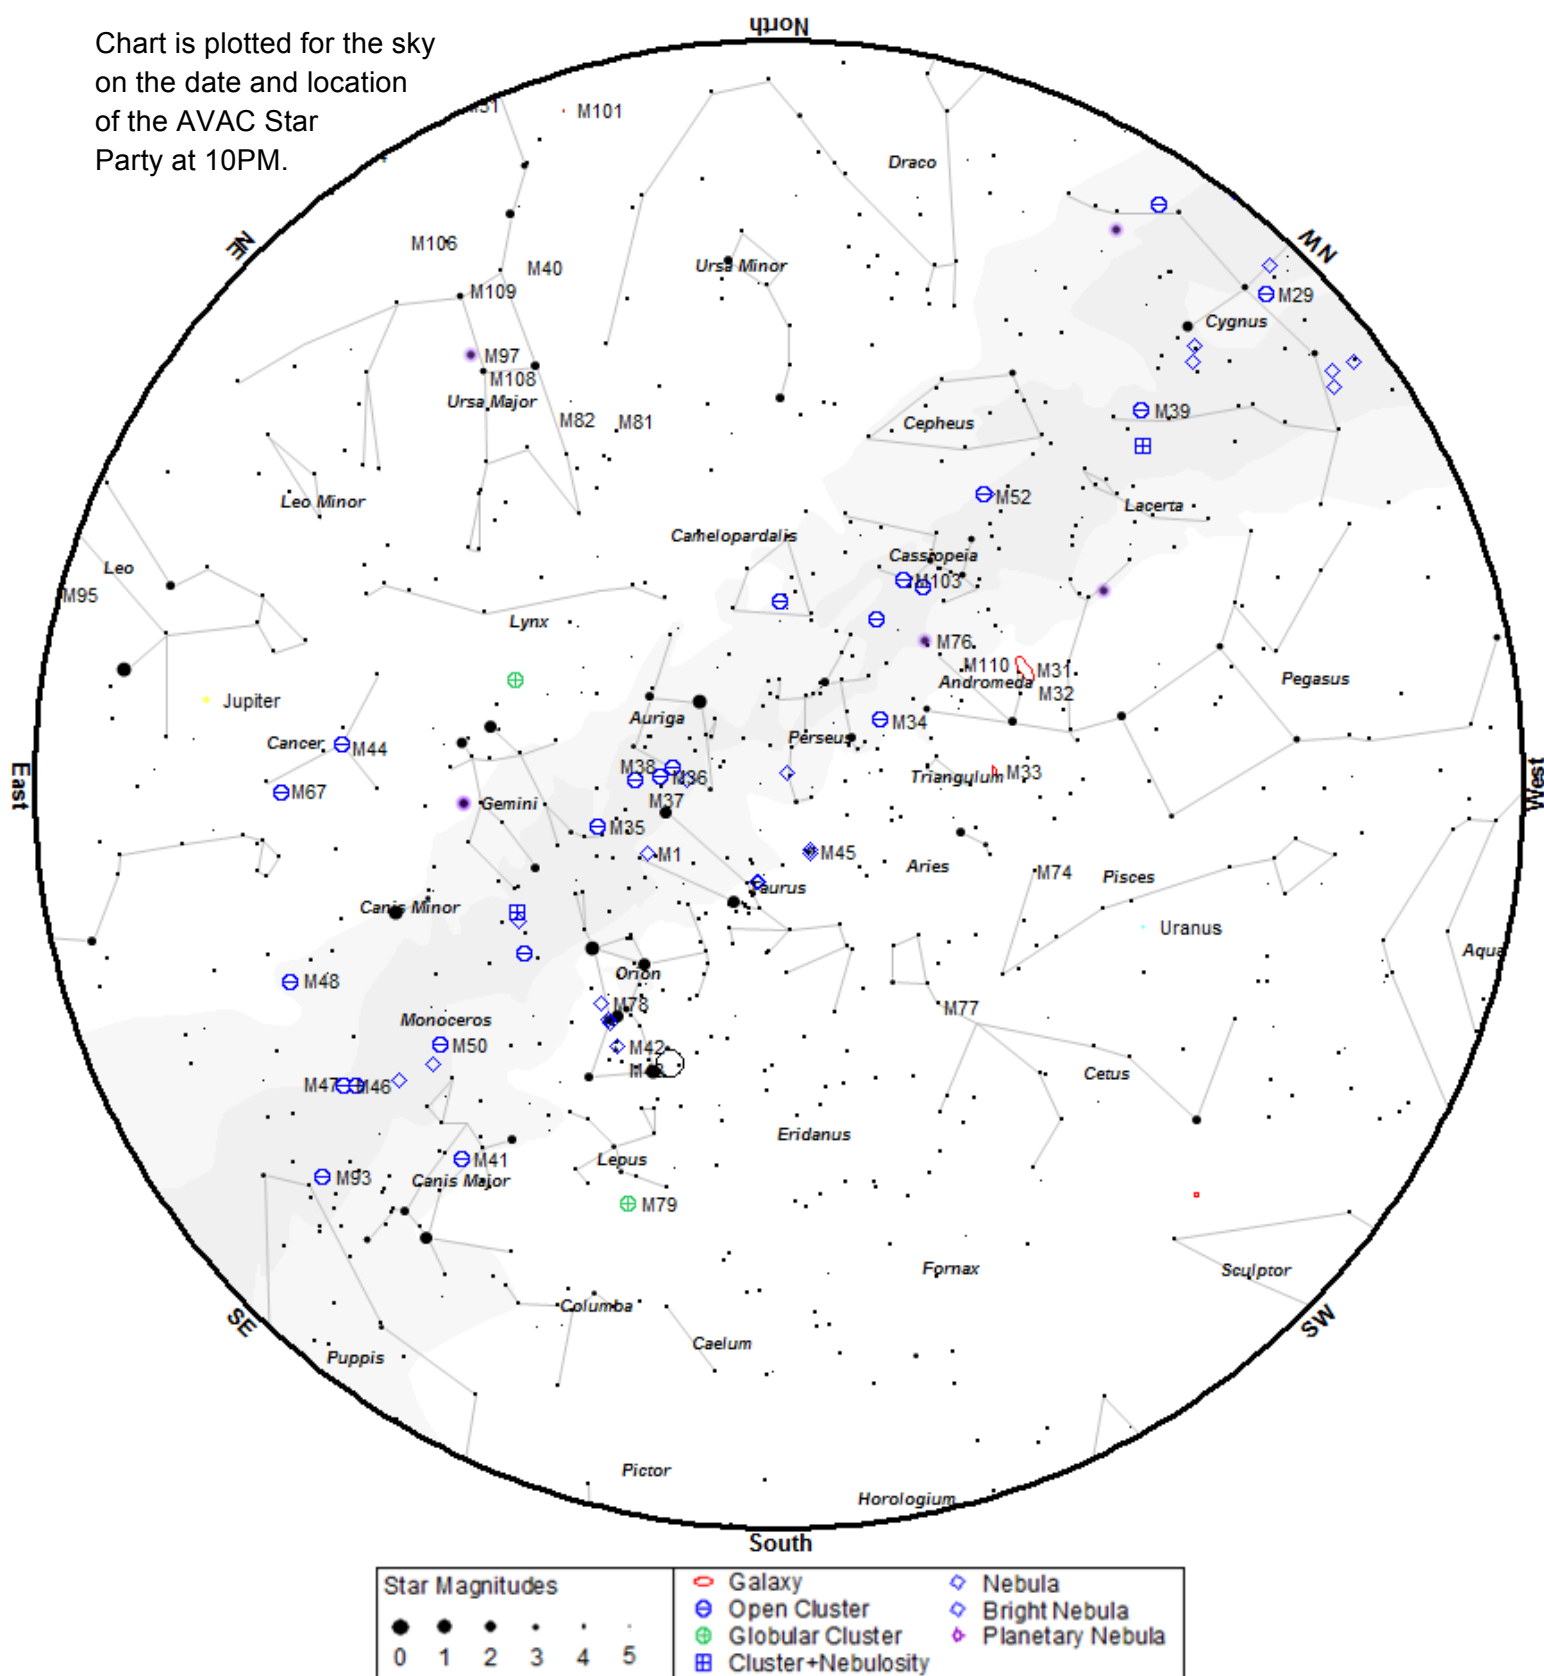 North
Chart is plotted for the sky
on the date and location
of the AVAC Star
Party at 10PM.
M101
Draco
NE
NW
M106
M40
Ursa Minor
M109
M29
Cygnus
M97
M108
Ursa Major
M82
M81
Cepheus
M39
Leo Minor
M52
Lacerta
Camelopardalis
Cassiopeia
Leo
M103
M95
Lynx
M76
M110
M31
Andromeda
M32
Pegasus
Jupiter
Auriga
M34
Cancer
M44
Perseus
M38
M36
Triangulum
M33
East
West
M67
Gemini
M37
M35
M1
M45
Aries
M74
Pisces
Taurus
Canis Minor
Uranus
Aqua
Orion
M48
M78
M77
Monoceros
M50
M42
Cetus
M47
M46
Eridanus
M41
Lepus
M93
Canis Major
M79
Fornax
Sculptor
SE
SW
Columba
Caelum
Puppis
Pictor
Horologium
South
Star Magnitudes
0 1 2 3 4 5
Galaxy
Open Cluster
Globular Cluster
Cluster+Nebulosity
Nebula
Bright Nebula
Planetary Nebula